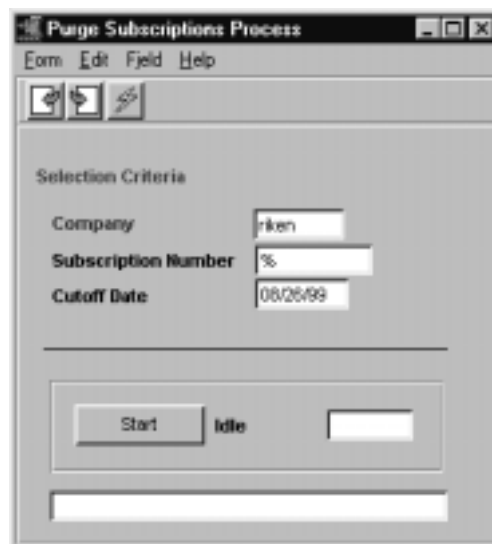 Purge Subscriptions Process
Form Edit Field Help
Selection Criteria
Company riken
Subscription Number %
Cutoff Date 08/26/99
Start Idle